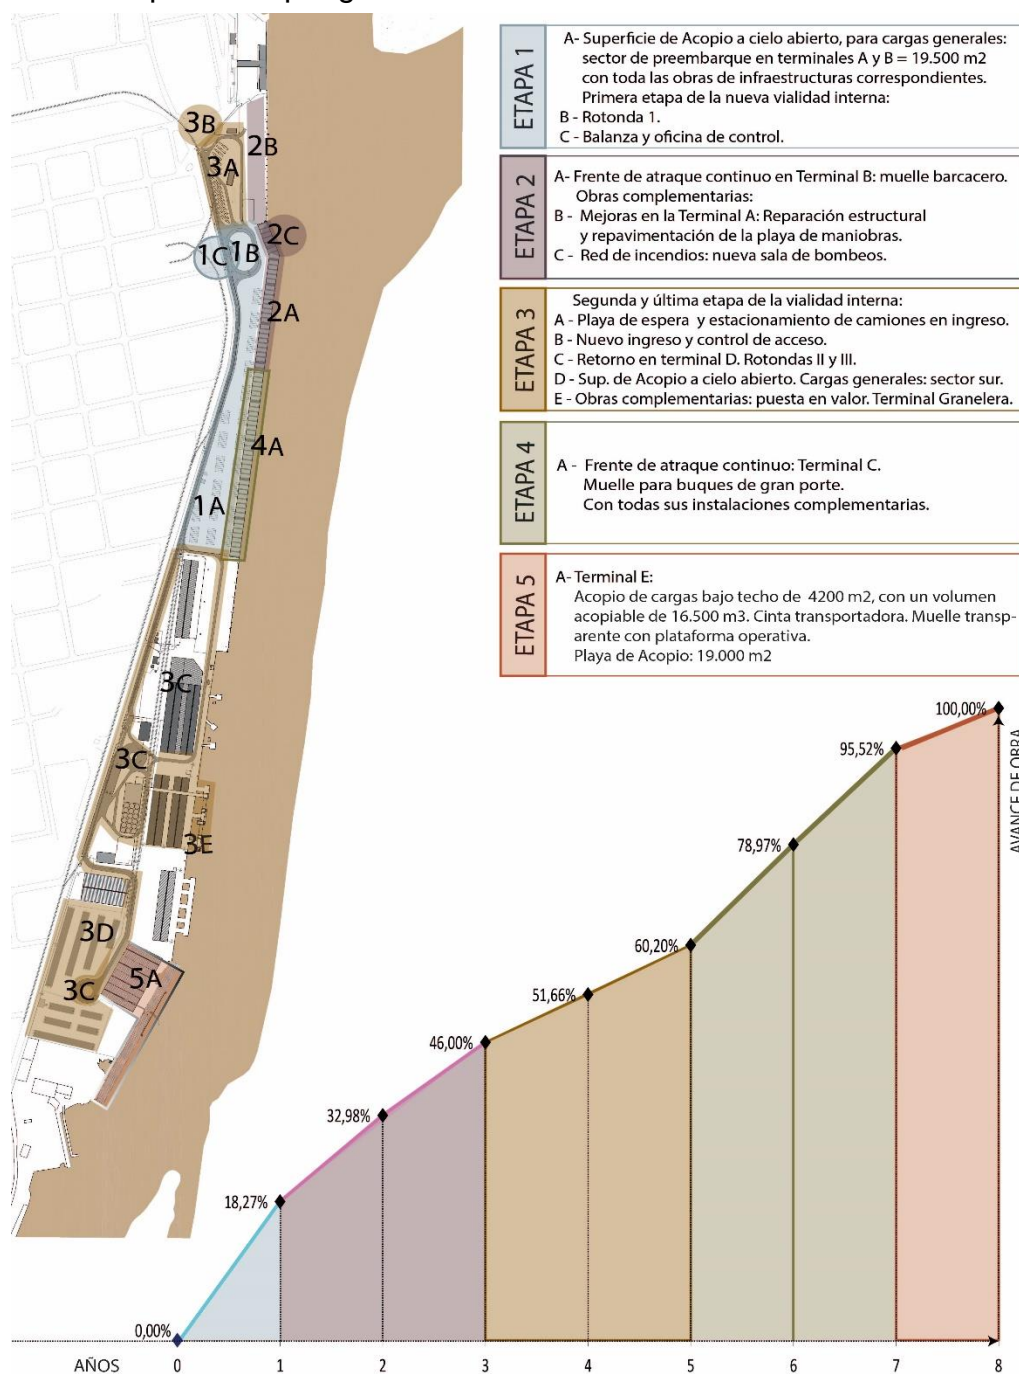 ETAPA 1
A- Superficie de Acopio a cielo abierto, para cargas generales:
sector de preembarque en terminales A y B = 19.500 m2
con toda las obras de infraestructuras correspondientes.
Primera etapa de la nueva vialidad interna:
B - Rotonda 1.
C - Balanza y oficina de control.
ETAPA 2
A- Frente de atraque continuo en Terminal B: muelle barcacero.
Obras complementarias:
B - Mejoras en la Terminal A: Reparación estructural
y repavimentación de la playa de maniobras.
C - Red de incendios: nueva sala de bombeos.
ETAPA 3
Segunda y última etapa de la vialidad interna:
A - Playa de espera y estacionamiento de camiones en ingreso.
B - Nuevo ingreso y control de acceso.
C - Retorno en terminal D. Rotondas II y III.
D - Sup. de Acopio a cielo abierto. Cargas generales: sector sur.
E - Obras complementarias: puesta en valor. Terminal Granelera.
ETAPA 4
A - Frente de atraque continuo: Terminal C.
Muelle para buques de gran porte.
Con todas sus instalaciones complementarias.
ETAPA 5
A- Terminal E:
Acopio de cargas bajo techo de 4200 m2, con un volumen
acopiable de 16.500 m3. Cinta transportadora. Muelle transp-
arente con plataforma operativa.
Playa de Acopio: 19.000 m2
3B
2B
3A
2C
1C
1B
2A
4A
1A
3C
3C
3E
3D
5A
3C
100,00%
95,52%
78,97%
60,20%
51,66%
46,00%
32,98%
18,27%
0,00%
AVANCE DE OBRA
AÑOS 0 1 2 3 4 5 6 7 8